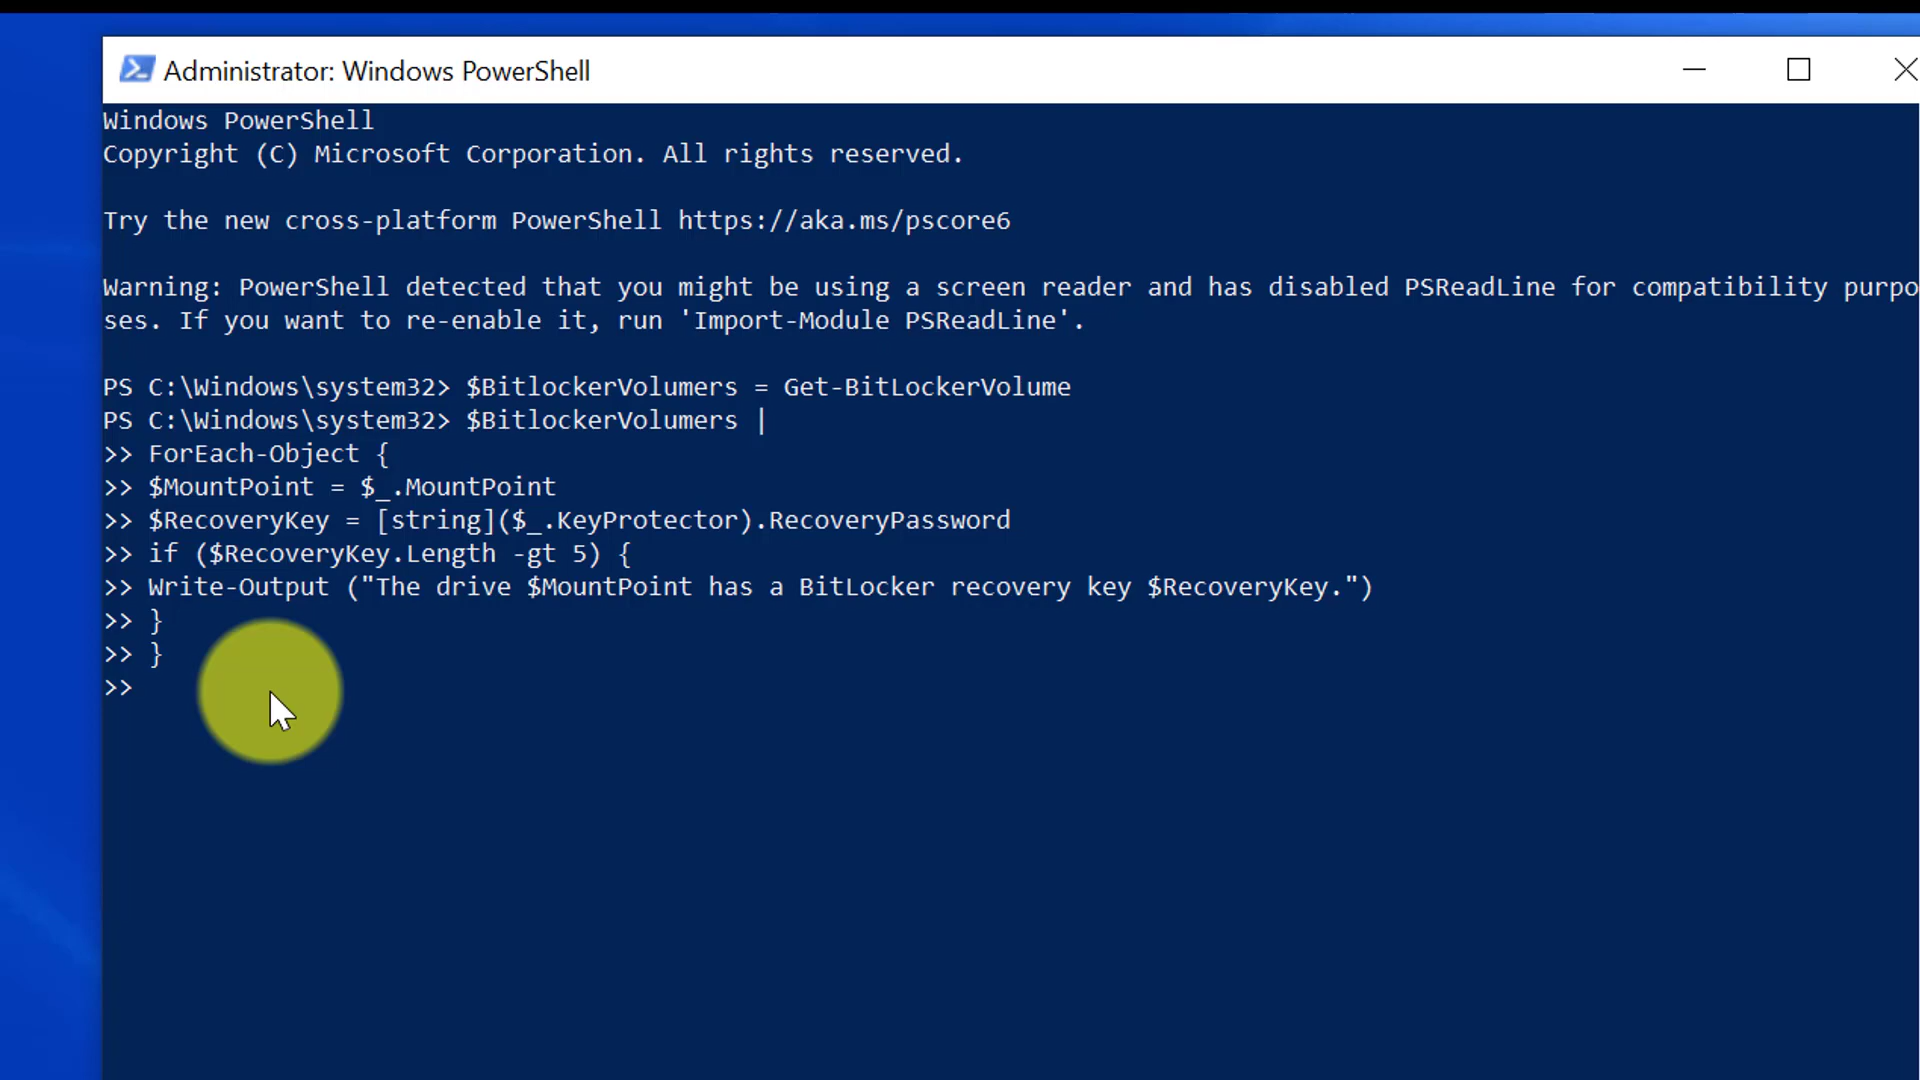 Administrator: Windows PowerShell
Windows PowerShell
Copyright (C) Microsoft Corporation. All rights reserved.
Try the new cross-platform PowerShell https://aka.ms/pscore6
Warning: PowerShell detected that you might be using a screen reader and has disabled PSReadLine for compatibility purpo
ses. If you want to re-enable it, run 'Import-Module PSReadLine'.
PS C:\Windows\system32> $BitlockerVolumers = Get-BitLockerVolume
PS C:\Windows\system32> $BitlockerVolumers |
>> ForEach-Object {
>> $MountPoint = $_.MountPoint
>> $RecoveryKey = [string]($_.KeyProtector).RecoveryPassword
>> if ($RecoveryKey.Length -gt 5) {
>> Write-Output ("The drive $MountPoint has a BitLocker recovery key $RecoveryKey.")
>> }
>> }
>>